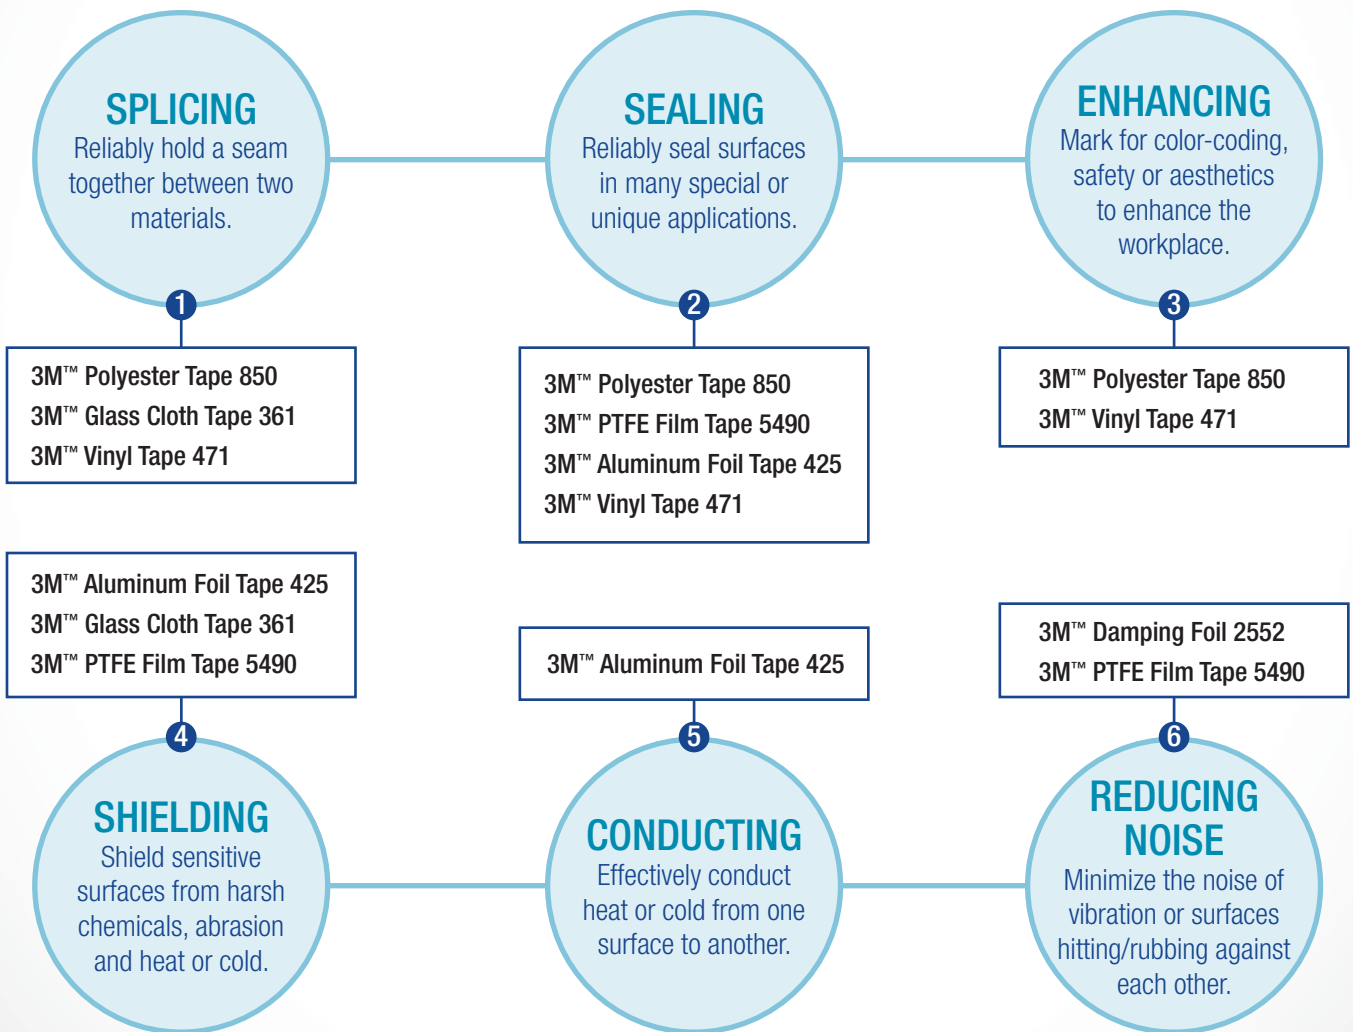 SPLICING
Reliably hold a seam
together between two
materials.
1
3M™ Polyester Tape 850
3M™ Glass Cloth Tape 361
3M™ Vinyl Tape 471
SEALING
Reliably seal surfaces
in many special or
unique applications.
2
3M™ Polyester Tape 850
3M™ PTFE Film Tape 5490
3M™ Aluminum Foil Tape 425
3M™ Vinyl Tape 471
ENHANCING
Mark for color-coding,
safety or aesthetics
to enhance the
workplace.
3
3M™ Polyester Tape 850
3M™ Vinyl Tape 471
3M™ Aluminum Foil Tape 425
3M™ Glass Cloth Tape 361
3M™ PTFE Film Tape 5490
4
SHIELDING
Shield sensitive
surfaces from harsh
chemicals, abrasion
and heat or cold.
3M™ Aluminum Foil Tape 425
5
CONDUCTING
Effectively conduct
heat or cold from one
surface to another.
3M™ Damping Foil 2552
3M™ PTFE Film Tape 5490
6
REDUCING
NOISE
Minimize the noise of
vibration or surfaces
hitting/rubbing against
each other.